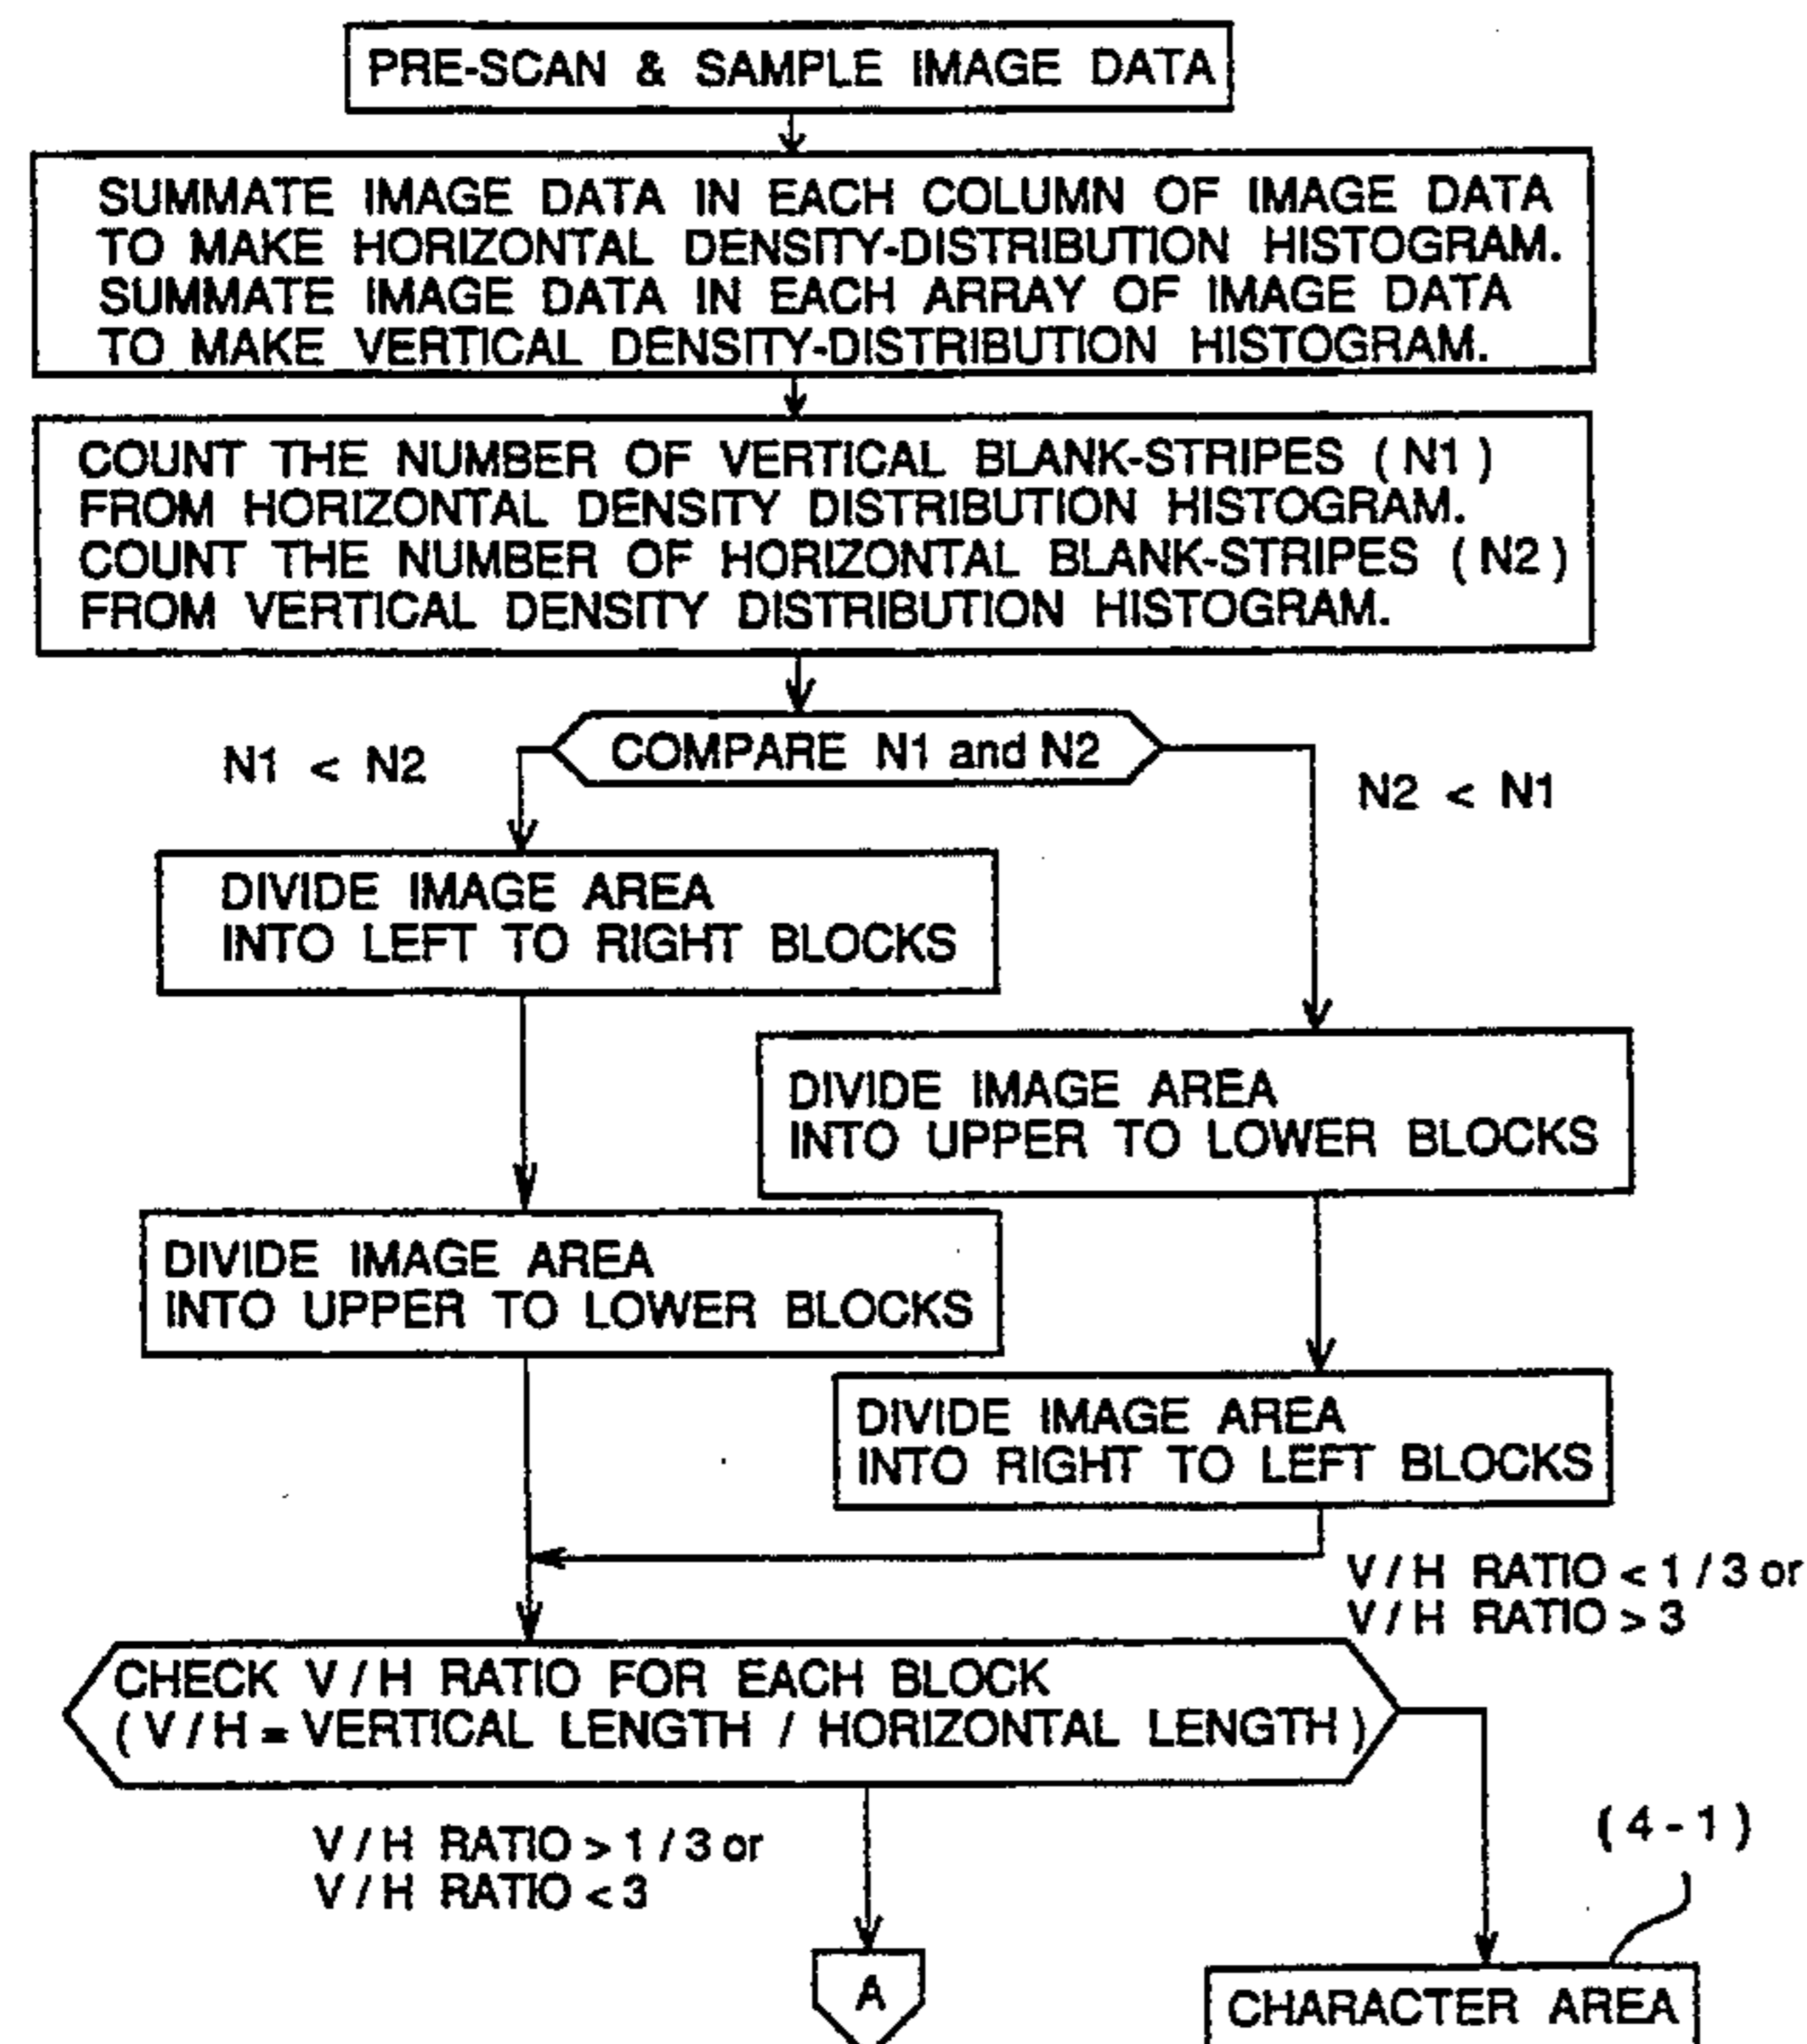 PRE-SCAN & SAMPLE IMAGE DATA
SUMMATE IMAGE DATA IN EACH COLUMN OF IMAGE DATA
TO MAKE HORIZONTAL DENSITY-DISTRIBUTION HISTOGRAM.
SUMMATE IMAGE DATA IN EACH ARRAY OF IMAGE DATA
TO MAKE VERTICAL DENSITY-DISTRIBUTION HISTOGRAM.
COUNT THE NUMBER OF VERTICAL BLANK-STRIPES (N1)
FROM HORIZONTAL DENSITY DISTRIBUTION HISTOGRAM.
COUNT THE NUMBER OF HORIZONTAL BLANK-STRIPES (N2)
FROM VERTICAL DENSITY DISTRIBUTION HISTOGRAM.
COMPARE N1 and N2
N1 < N2
N2 < N1
DIVIDE IMAGE AREA
INTO LEFT TO RIGHT BLOCKS
DIVIDE IMAGE AREA
INTO UPPER TO LOWER BLOCKS
DIVIDE IMAGE AREA
INTO UPPER TO LOWER BLOCKS
DIVIDE IMAGE AREA
INTO RIGHT TO LEFT BLOCKS
V/H RATIO < 1/3 or
V/H RATIO > 3
CHECK V/H RATIO FOR EACH BLOCK
(V/H = VERTICAL LENGTH / HORIZONTAL LENGTH)
V/H RATIO > 1/3 or
V/H RATIO < 3
(4-1)
A
CHARACTER AREA